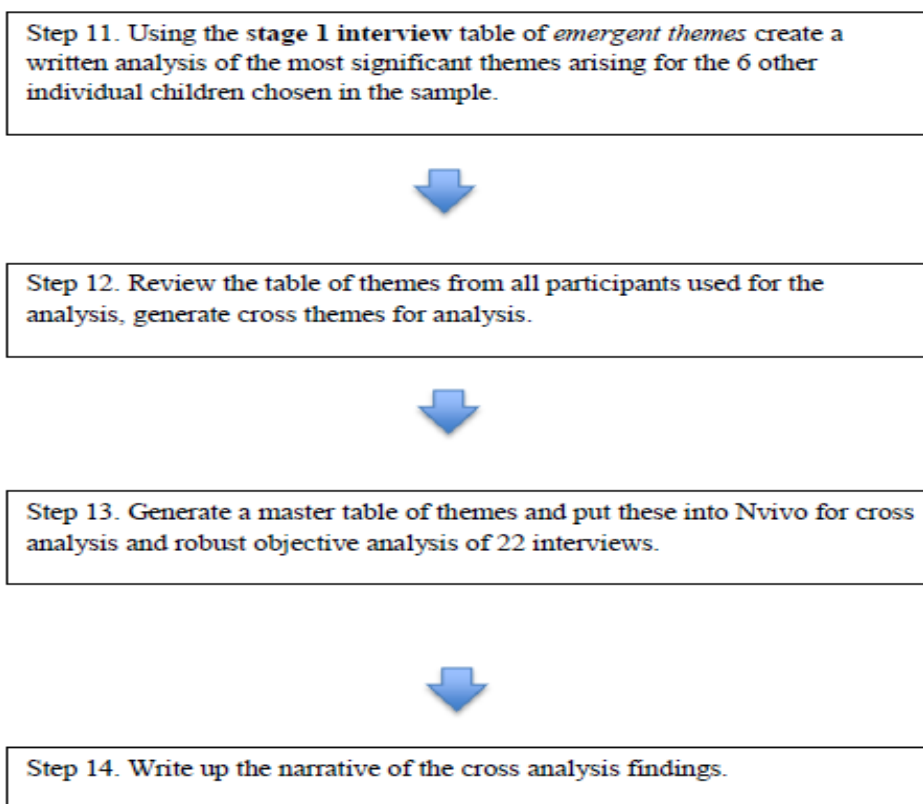 Step 11. Using the stage 1 interview table of emergent themes create a
written analysis of the most significant themes arising for the 6 other
individual children chosen in the sample.
Step 12. Review the table of themes from all participants used for the
analysis, generate cross themes for analysis.
Step 13. Generate a master table of themes and put these into Nvivo for cross
analysis and robust objective analysis of 22 interviews.
Step 14. Write up the narrative of the cross analysis findings.